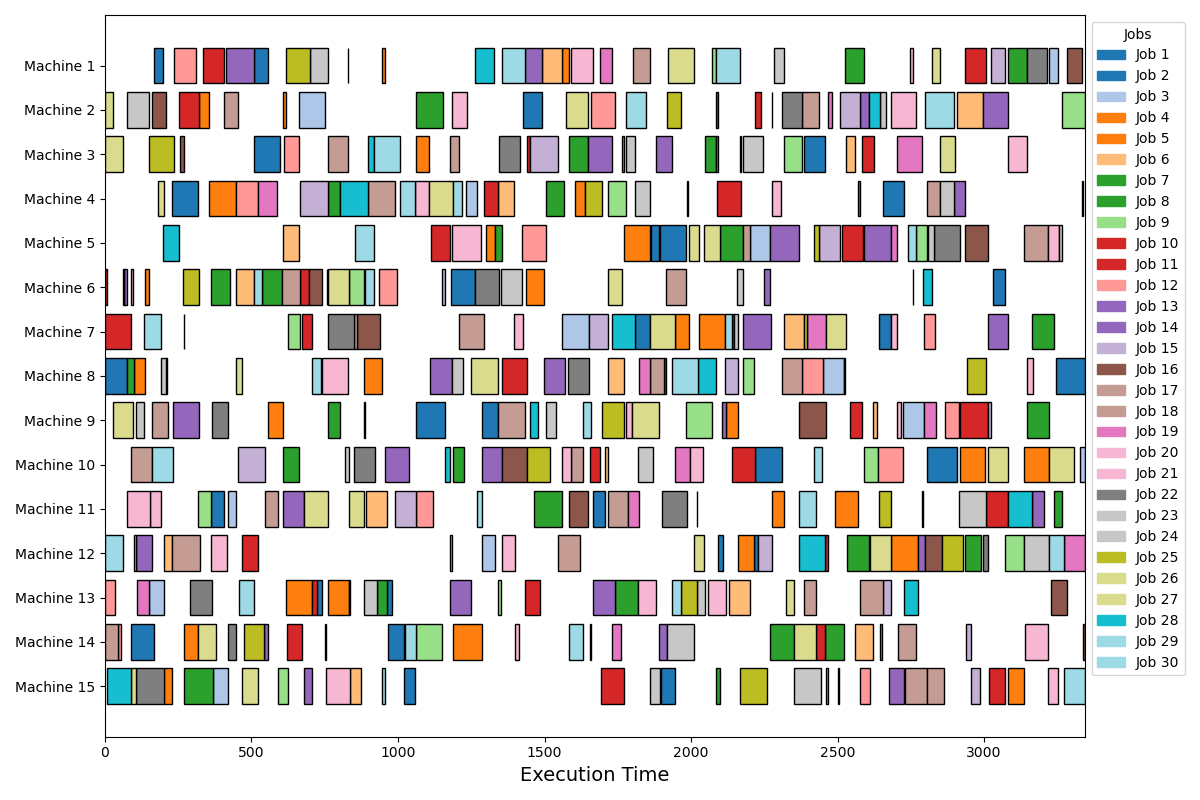 Machine 1
Machine 2
Machine 3
Machine 4
Machine 5
Machine 6
Machine 7
Machine 8
Machine 9
Machine 10
Machine 11
Machine 12
Machine 13
Machine 14
Machine 15
0 500 1000 1500 2000 2500 3000
Execution Time
Jobs
Job 1
Job 2
Job 3
Job 4
Job 5
Job 6
Job 7
Job 8
Job 9
Job 10
Job 11
Job 12
Job 13
Job 14
Job 15
Job 16
Job 17
Job 18
Job 19
Job 20
Job 21
Job 22
Job 23
Job 24
Job 25
Job 26
Job 27
Job 28
Job 29
Job 30